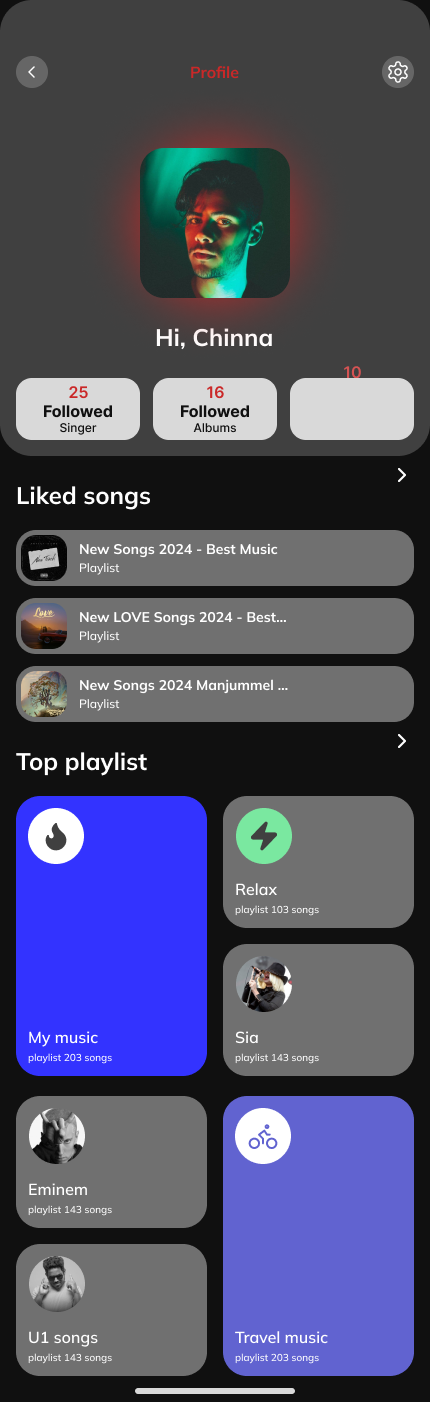 Profile
Hi, Chinna
25
Followed
Singer
16
Followed
Albums
10
Liked songs
New Songs 2024 - Best Music
Playlist
Love
New LOVE Songs 2024 - Best...
Playlist
New Songs 2024 Manjummel ...
Playlist
Top playlist
My music
playlist 203 songs
Relax
playlist 103 songs
Sia
playlist 143 songs
Eminem
playlist 143 songs
U1 songs
playlist 143 songs
Travel music
playlist 203 songs